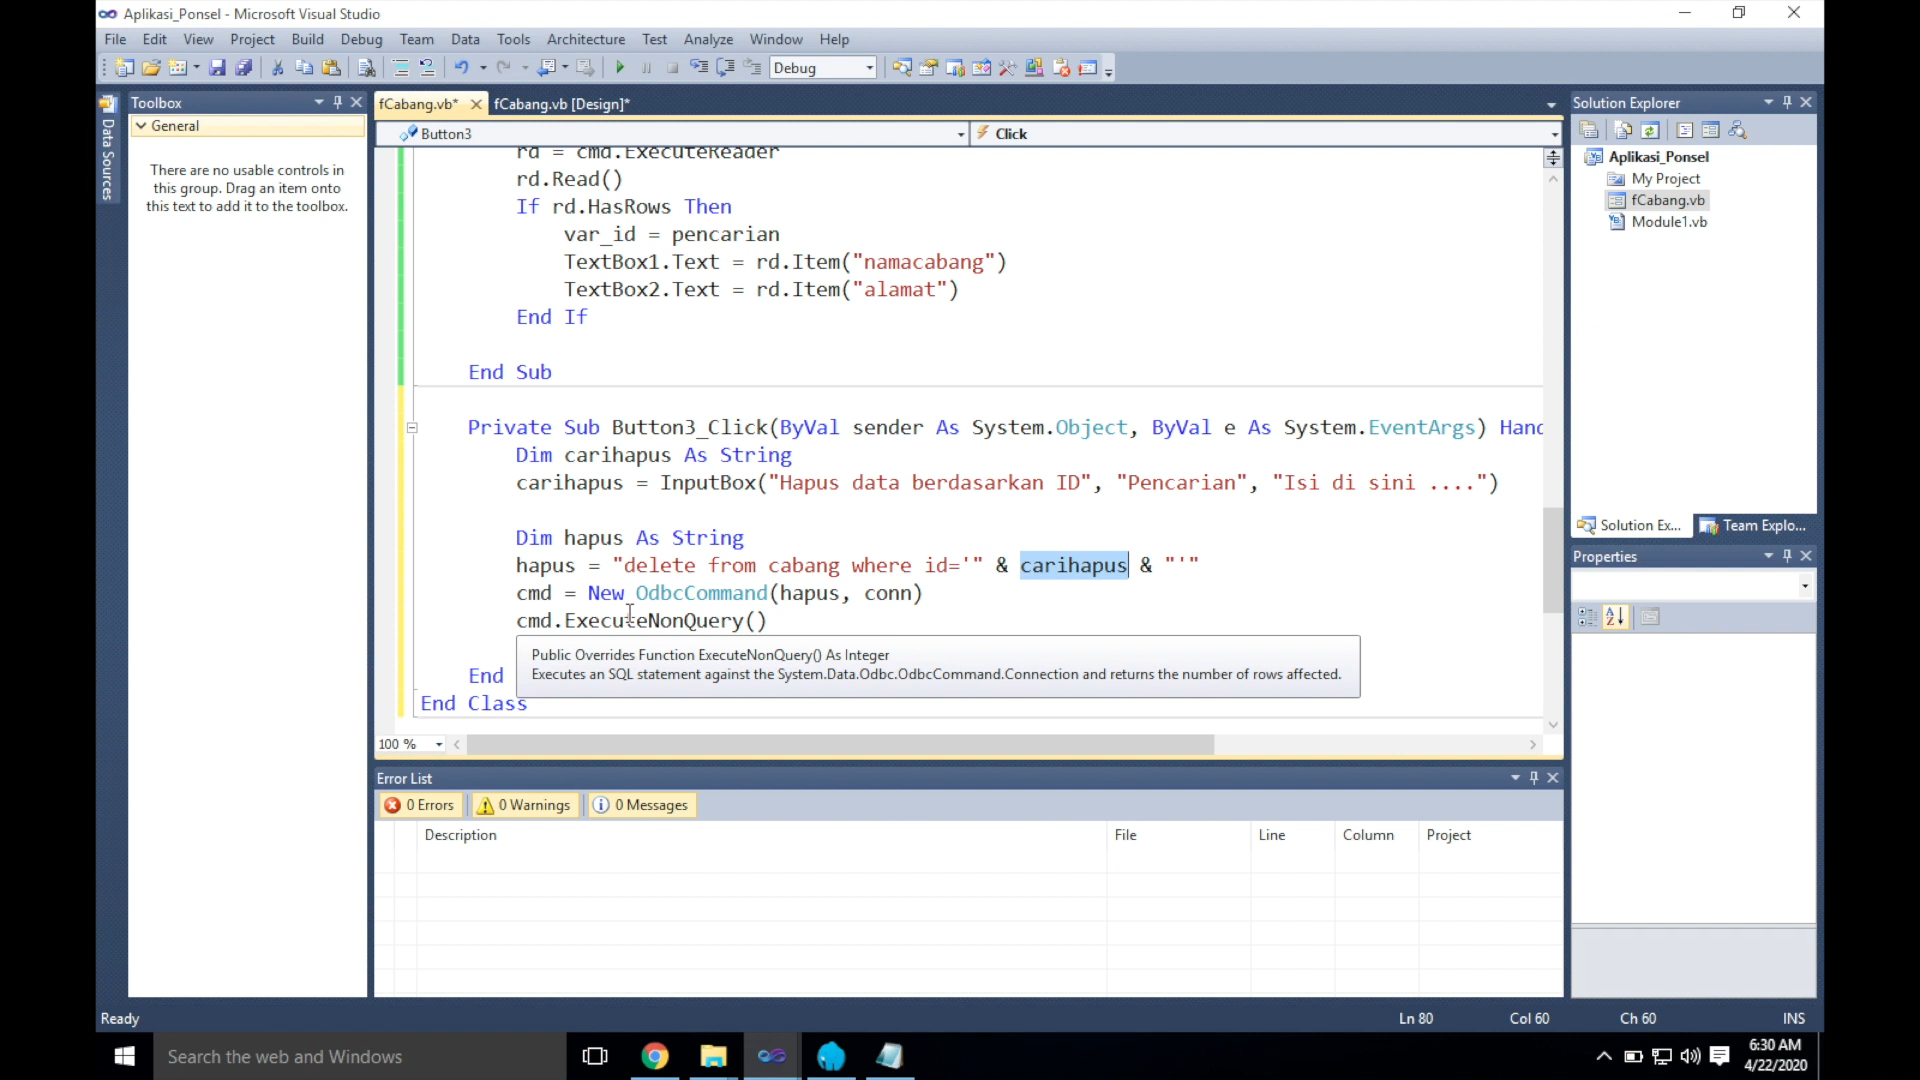 Aplikasi_Ponsel - Microsoft Visual Studio
File Edit View Project Build Debug Team Data Tools Architecture Test Analyze Window Help
Debug
Data Sources
Toolbox
General
There are no usable controls in
this group. Drag an item onto
this text to add it to the toolbox.
fCabang.vb* fCabang.vb [Design]*
Button3 Click
rd = cmd.ExecuteReader
rd.Read()
If rd.HasRows Then
var_id = pencarian
TextBox1.Text = rd.Item("namacabang")
TextBox2.Text = rd.Item("alamat")
End If
End Sub
Private Sub Button3_Click(ByVal sender As System.Object, ByVal e As System.EventArgs) Hand
Dim carihapus As String
carihapus = InputBox("Hapus data berdasarkan ID", "Pencarian", "Isi di sini ....")
Dim hapus As String
hapus = "delete from cabang where id='" & carihapus & "'"
cmd = New OdbcCommand(hapus, conn)
cmd.ExecuteNonQuery()
Public Overrides Function ExecuteNonQuery() As Integer
Executes an SQL statement against the System.Data.Odbc.OdbcCommand.Connection and returns the number of rows affected.
End
End Class
100 %
Error List
0 Errors 0 Warnings 0 Messages
Description File Line Column Project
Solution Explorer
Aplikasi_Ponsel
My Project
fCabang.vb
Module1.vb
Solution Ex... Team Explo...
Properties
Ready Ln 80 Col 60 Ch 60 INS
Search the web and Windows
6:30 AM
4/22/2020